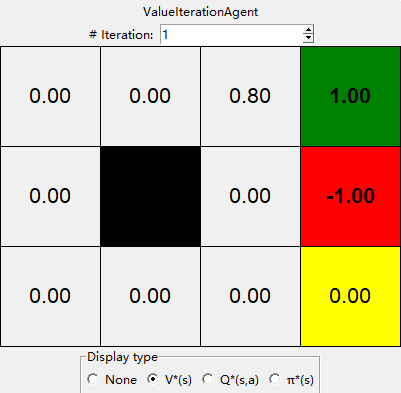 ValueIterationAgent
# Iteration: 1
0.00 0.00 0.80 1.00
0.00 0.00 -1.00
0.00 0.00 0.00 0.00
Display type
None V*(s) Q*(s,a) π*(s)